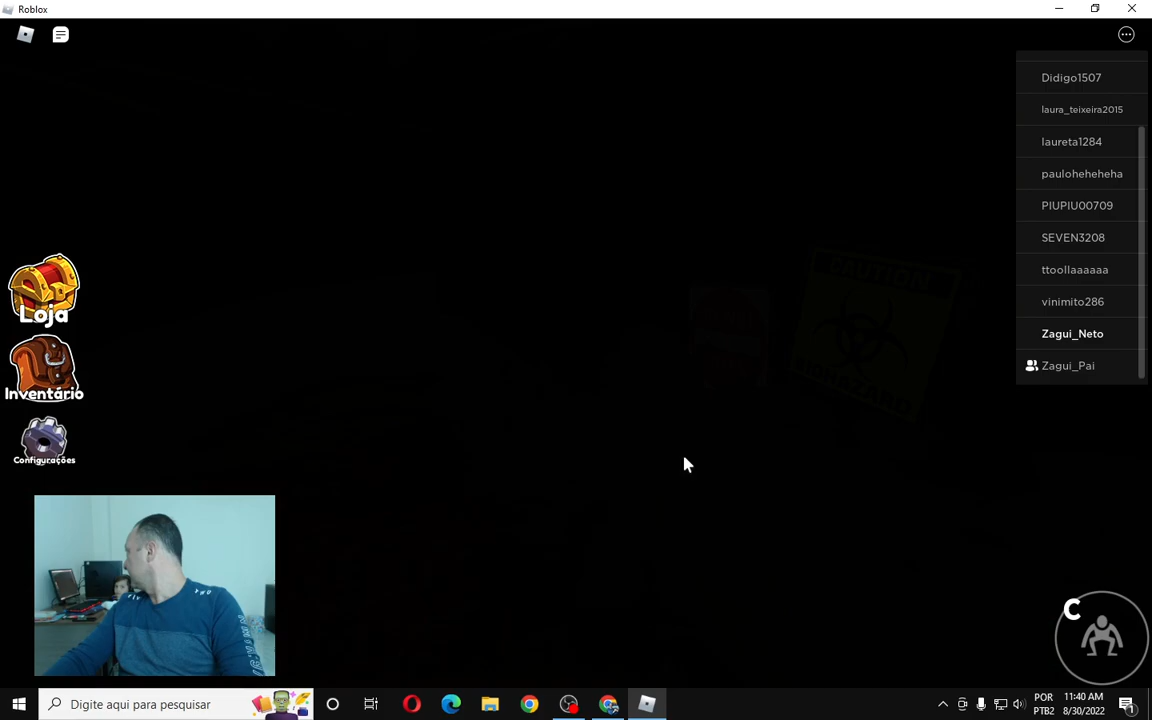 Roblox
Didigo1507
laura_teixeira2015
laureta1284
pauloheheheha
PIUPIU00709
SEVEN3208
ttoollaaaaaa
vinimito286
Zagui_Neto
Zagui_Pai
Loja
Inventário
Configurações
C
Digite aqui para pesquisar
POR
PTB2
11:40 AM
8/30/2022
1